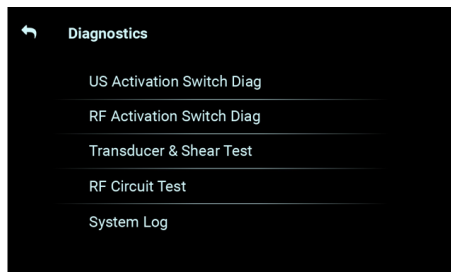 Diagnostics
US Activation Switch Diag
RF Activation Switch Diag
Transducer & Shear Test
RF Circuit Test
System Log